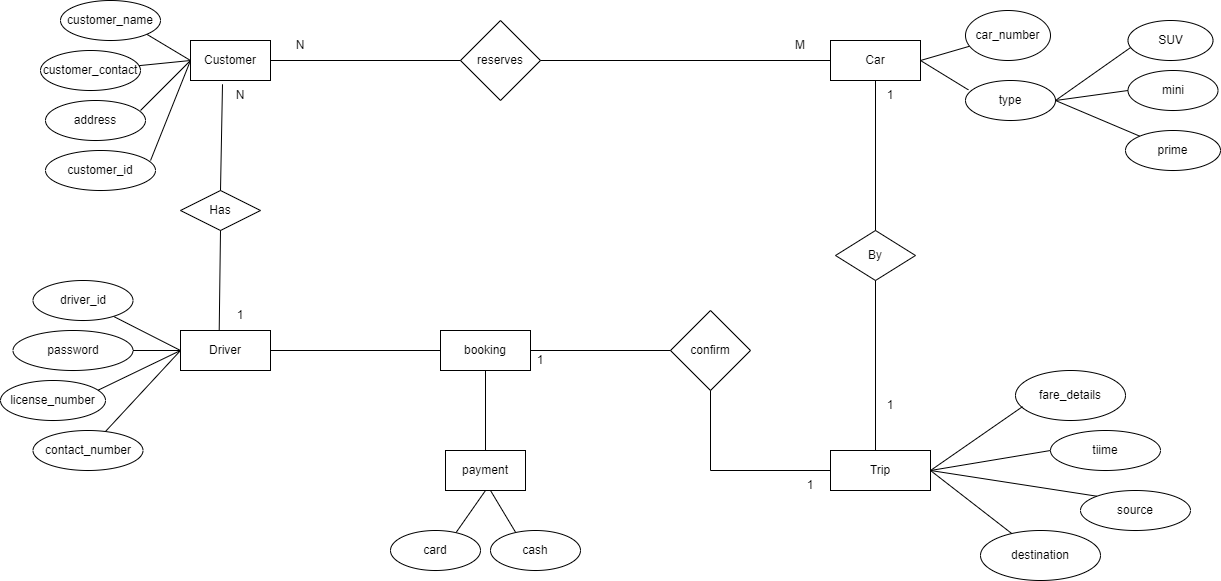 customer_name
customer_contact
address
customer_id
Customer
N
reserves
M
Car
car_number
type
SUV
mini
prime
N
Has
1
1
By
1
driver_id
password
license_number
contact_number
Driver
booking
1
confirm
payment
card
cash
1
Trip
fare_details
tiime
source
destination